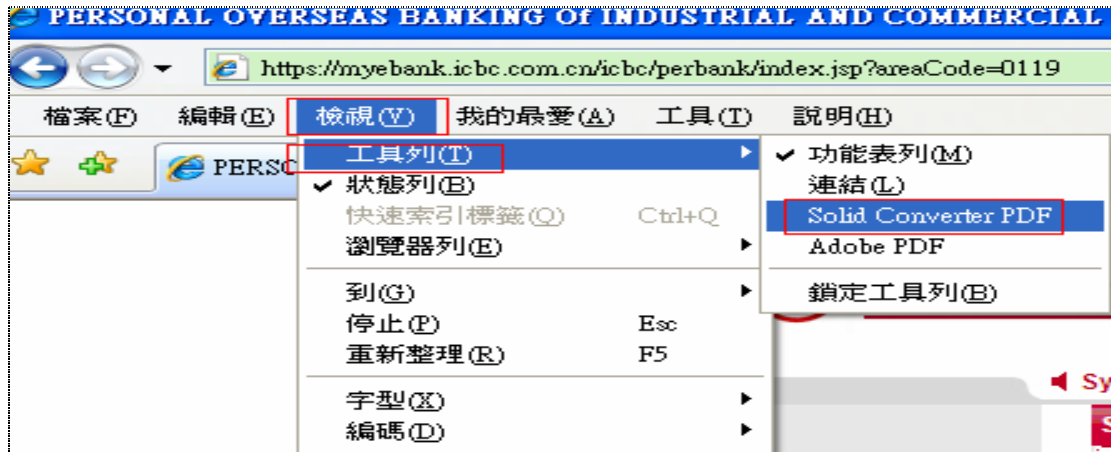 PERSONAL OVERSEAS BANKING Of INDUSTRIAL AND COMMERCIAL
https://myebank.icbc.com.cn/icbc/perbank/index.jsp?areaCode=0119
檔案(F) 編輯(E) 檢視(V) 我的最愛(A) 工具(T) 說明(H)
PERSC
工具列(T)
狀態列(B)
快速索引標籤(Q) Ctrl+Q
瀏覽器列(E)
到(G)
停止(P) Esc
重新整理(R) F5
字型(X)
編碼(D)
功能表列(M)
連結(L)
Solid Converter PDF
Adobe PDF
鎖定工具列(B)
Sy
S